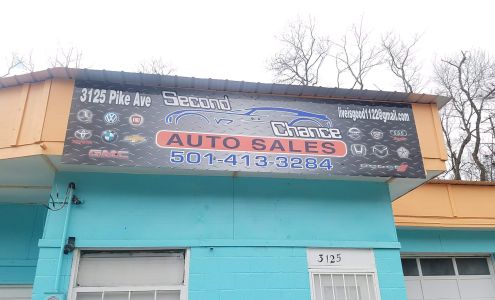 3125 Pike Ave
Second
Chance
liveisgood1122@gmail.com
AUTO SALES
501-413-3284
GMC
3125